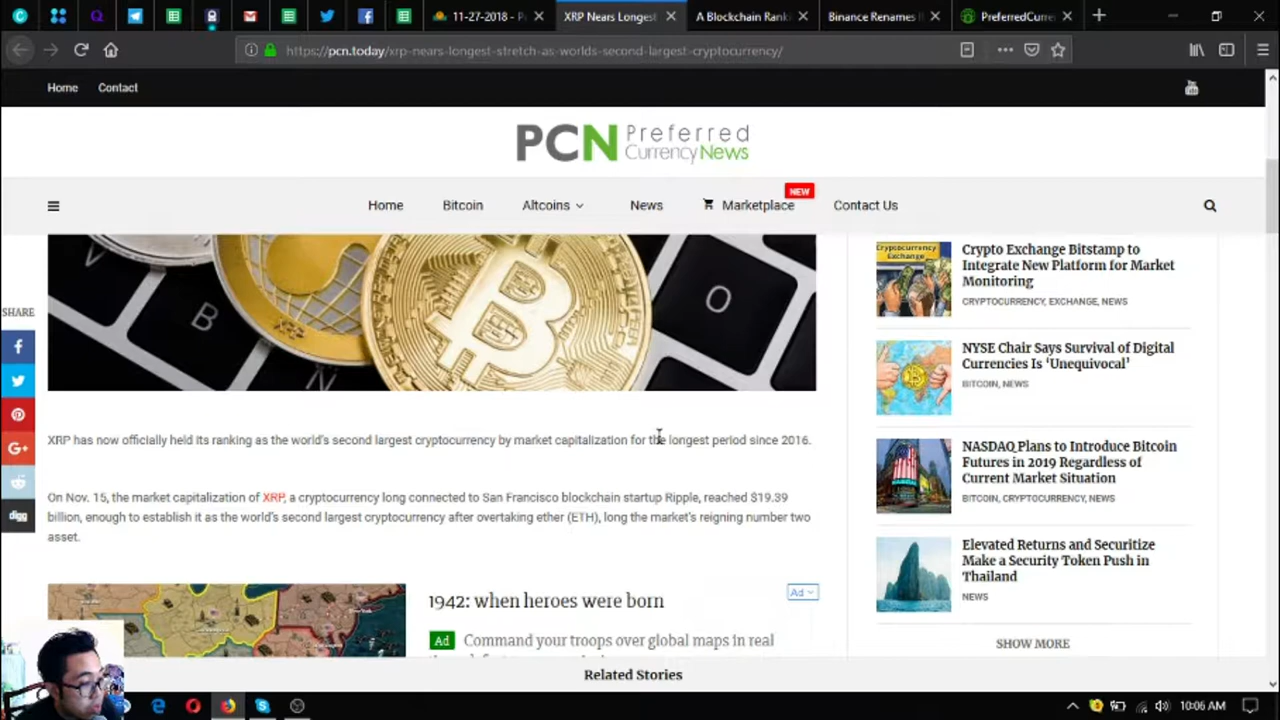 11-27-2018 - P
XRP Nears Longest
A Blockchain Rank
Binance Renames
PreferredCurre
https://pcn.today/xrp-nears-longest-stretch-as-worlds-second-largest-cryptocurrency/
Home Contact
PCN Preferred Currency News
NEW
Home Bitcoin Altcoins News Marketplace Contact Us
SHARE
digg
V B N O
XRP has now officially held its ranking as the world's second largest cryptocurrency by market capitalization for the longest period since 2016.
On Nov. 15, the market capitalization of XRP, a cryptocurrency long connected to San Francisco blockchain startup Ripple, reached $19.39
billion, enough to establish it as the world's second largest cryptocurrency after overtaking ether (ETH), long the market's reigning number two
asset.
1942: when heroes were born
Ad
Ad Command your troops over global maps in real
Cryptocurrency
Exchange
Crypto Exchange Bitstamp to
Integrate New Platform for Market
Monitoring
CRYPTOCURRENCY, EXCHANGE, NEWS
NYSE Chair Says Survival of Digital
Currencies Is ‘Unequivocal’
BITCOIN, NEWS
NASDAQ Plans to Introduce Bitcoin
Futures in 2019 Regardless of
Current Market Situation
BITCOIN, CRYPTOCURRENCY, NEWS
Elevated Returns and Securitize
Make a Security Token Push in
Thailand
NEWS
SHOW MORE
Related Stories
10:06 AM